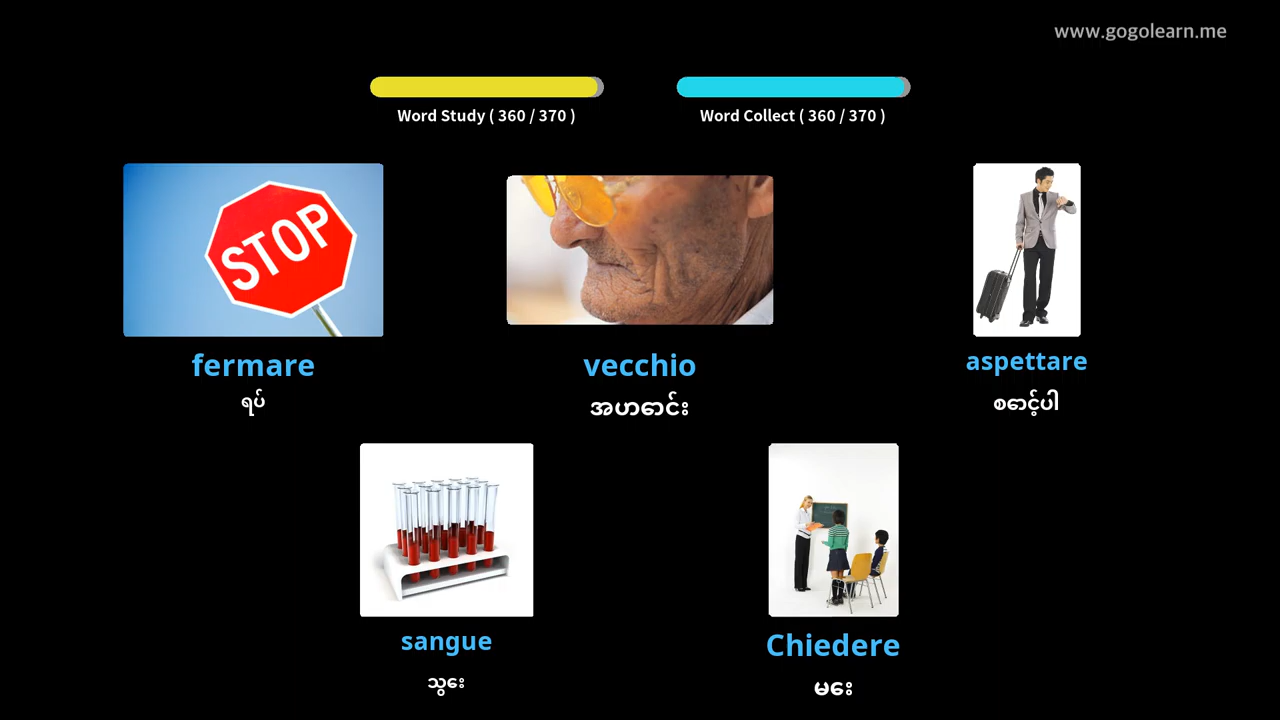 www.gogolearn.me
Word Study ( 360 / 370 )
Word Collect ( 360 / 370 )
STOP
fermare
ရပ်
vecchio
အဟောင်း
aspettare
စောင့်ပါ
sangue
သွေး
Chiedere
မေး